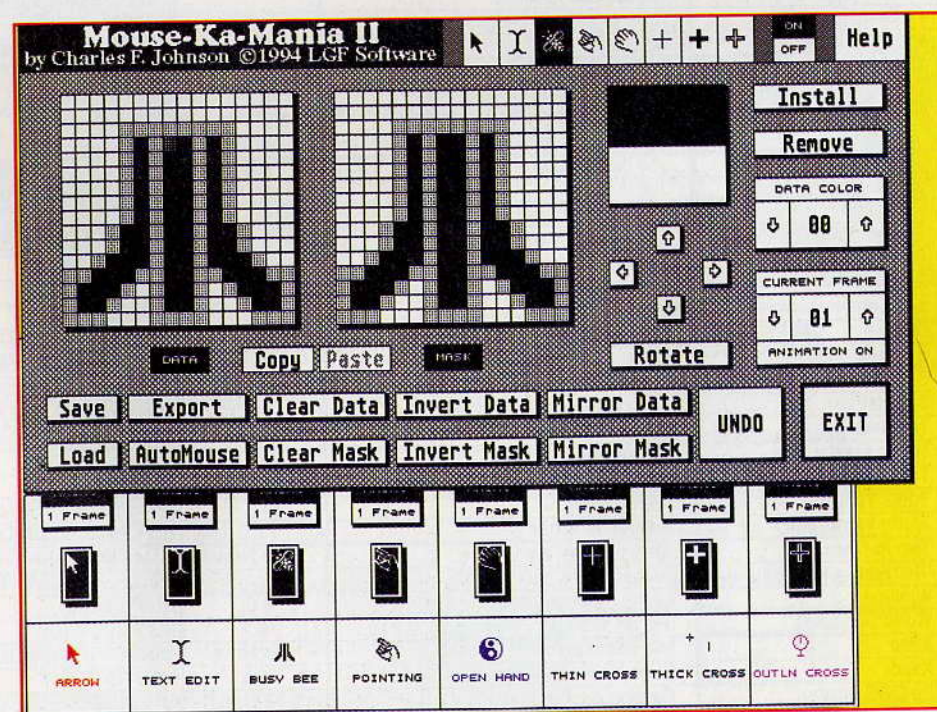 Mouse-Ka-Mania II
by Charles F. Johnson ©1994 LGF Software
ON
OFF
Help
Install
Remove
DATA COLOR
00
CURRENT FRAME
01
ANIMATION ON
DATA
Copy
Paste
MASK
Rotate
Save
Export
Clear Data
Invert Data
Mirror Data
UNDO
EXIT
Load
AutoMouse
Clear Mask
Invert Mask
Mirror Mask
1 Frame
1 Frame
1 Frame
1 Frame
1 Frame
1 Frame
1 Frame
1 Frame
ARROW
TEXT EDIT
BUSY BEE
POINTING
OPEN HAND
THIN CROSS
THICK CROSS
OUTLN CROSS